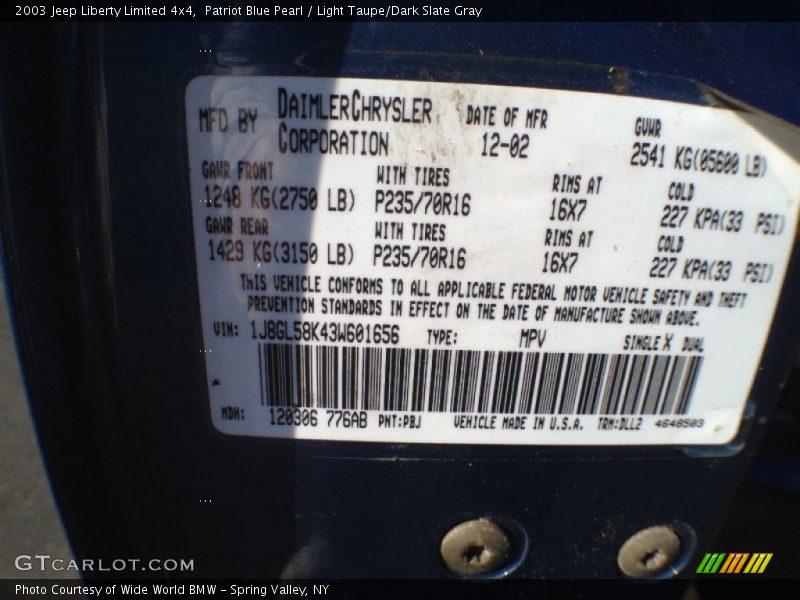 2003 Jeep Liberty Limited 4x4,  Patriot Blue Pearl / Light Taupe/Dark Slate Gray
MFD BY DAIMLERCHRYSLER CORPORATION
DATE OF MFR 12-02
GVWR 2541 KG(05600 LB)
GAWR FRONT WITH TIRES RIMS AT COLD
1248 KG(2750 LB) P235/70R16 16X7 227 KPA(33 PSI)
GAWR REAR WITH TIRES RIMS AT COLD
1429 KG(3150 LB) P235/70R16 16X7 227 KPA(33 PSI)
THIS VEHICLE CONFORMS TO ALL APPLICABLE FEDERAL MOTOR VEHICLE SAFETY AND THEFT
PREVENTION STANDARDS IN EFFECT ON THE DATE OF MANUFACTURE SHOWN ABOVE.
VIN: 1J8GL58K43W601656 TYPE: MPV SINGLE X DUAL
MDH: 120306 776AB PNT:PBJ VEHICLE MADE IN U.S.A. TRM:DLL2 4648503
GTCARLOT.COM
Photo Courtesy of Wide World BMW - Spring Valley, NY